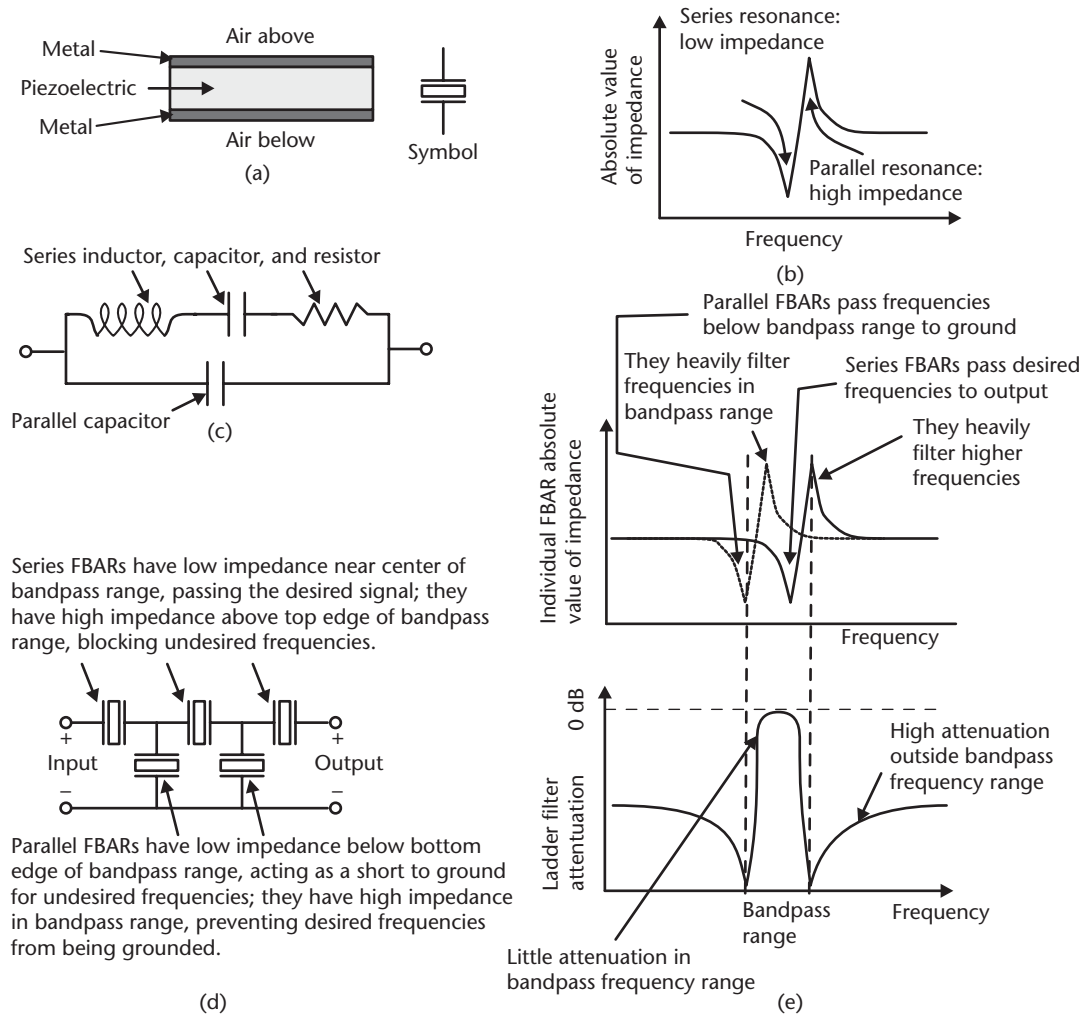 Air above
Metal
Piezoelectric
Metal
Air below
Symbol
(a)
Series resonance:
low impedance
Absolute value
of impedance
Parallel resonance:
high impedance
Frequency
(b)
Series inductor, capacitor, and resistor
Parallel capacitor
(c)
Series FBARs have low impedance near center of
bandpass range, passing the desired signal; they
have high impedance above top edge of bandpass
range, blocking undesired frequencies.
+
Input
–
+
Output
–
Parallel FBARs have low impedance below bottom
edge of bandpass range, acting as a short to ground
for undesired frequencies; they have high impedance
in bandpass range, preventing desired frequencies
from being grounded.
(d)
Parallel FBARs pass frequencies
below bandpass range to ground
They heavily filter
frequencies in
bandpass range
Series FBARs pass desired
frequencies to output
They heavily
filter higher
frequencies
Individual FBAR absolute
value of impedance
Frequency
0 dB
Ladder filter
attentuation
High attenuation
outside bandpass
frequency range
Bandpass
range
Frequency
Little attenuation in
bandpass frequency range
(e)